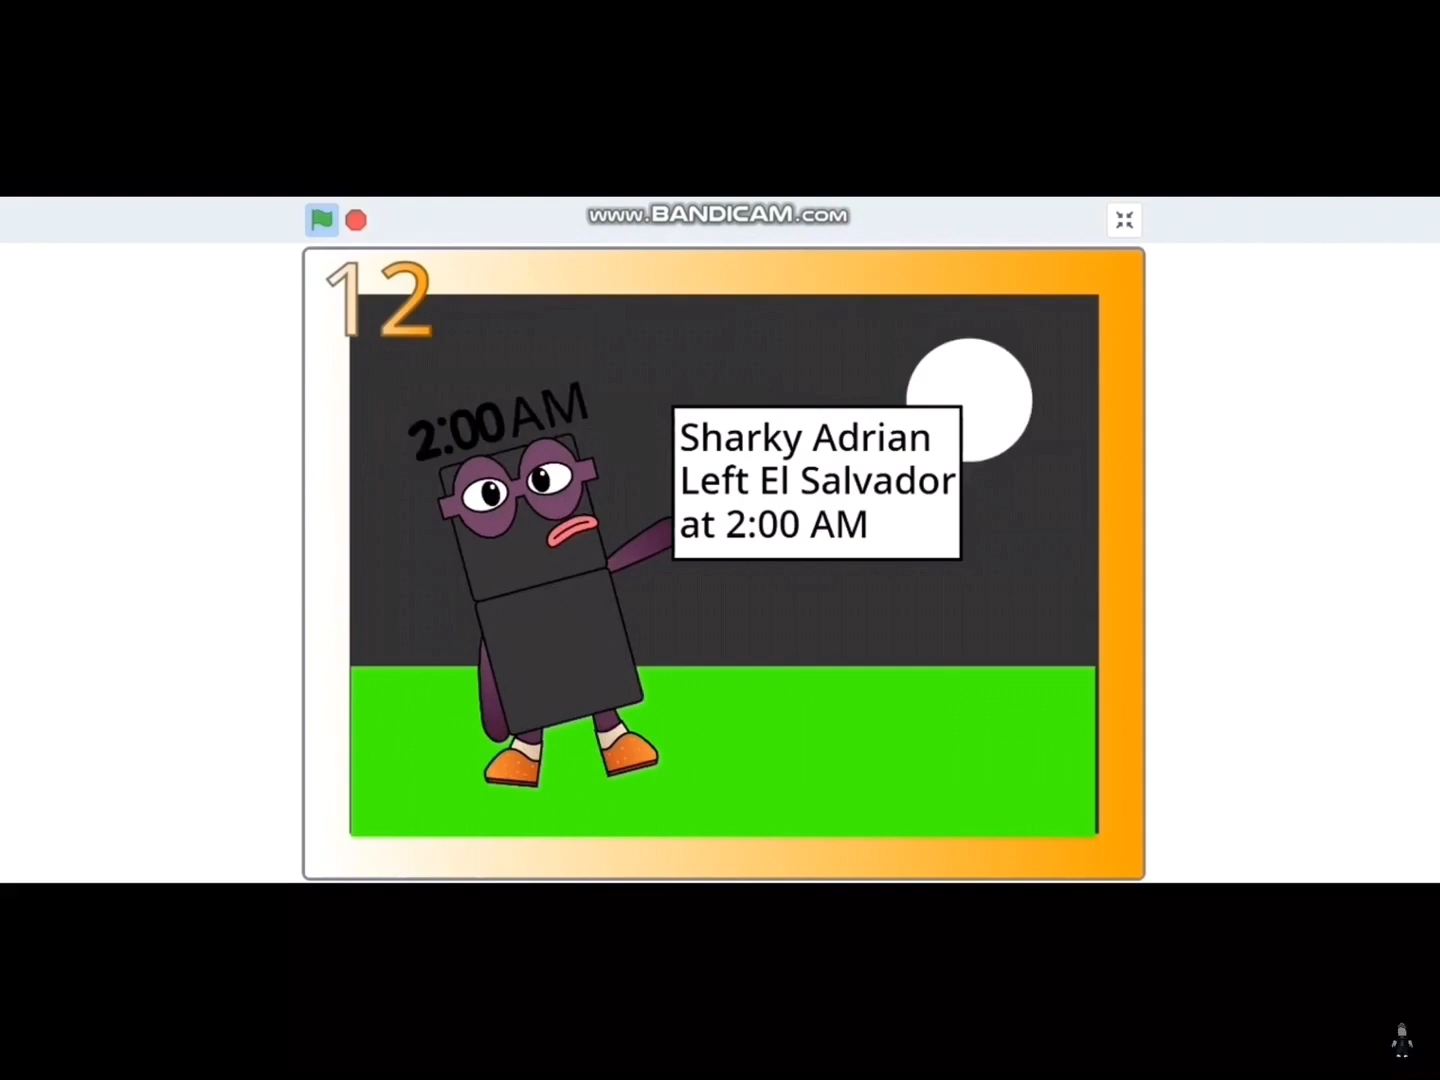 www.BANDICAM.com
12
2:00 AM
Sharky Adrian
Left El Salvador
at 2:00 AM